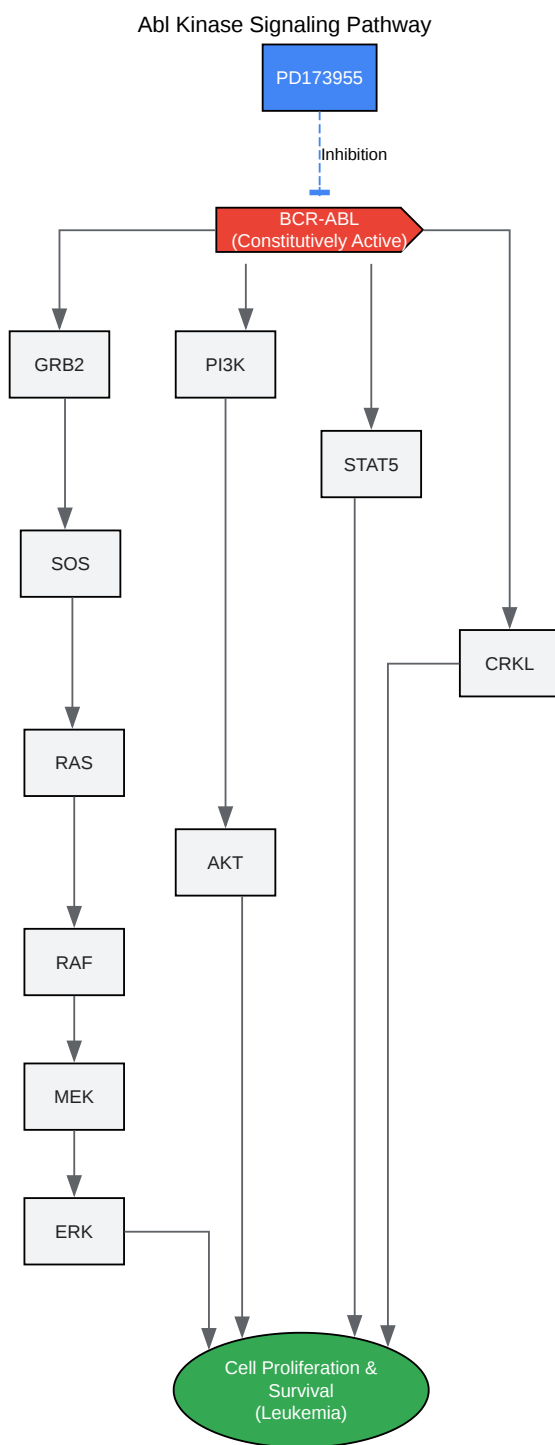 Abl Kinase Signaling Pathway
PD173955
Inhibition
BCR-ABL
(Constitutively Active)
GRB2
PI3K
STAT5
SOS
CRKL
RAS
AKT
RAF
MEK
ERK
Cell Proliferation &
Survival
(Leukemia)